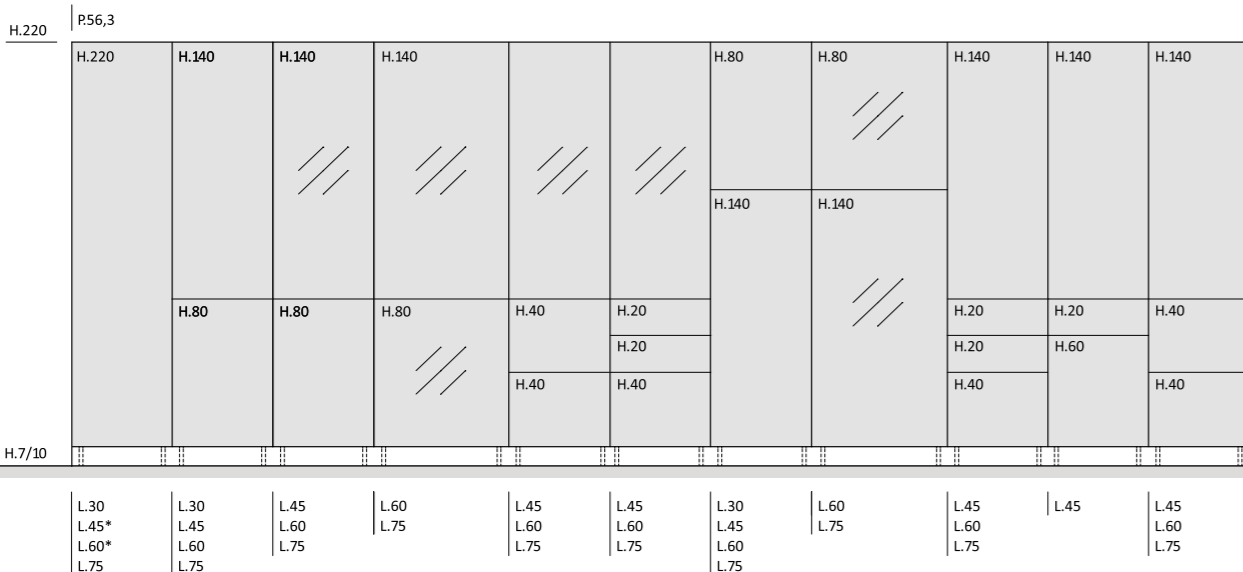 P.56,3
H.220
H.220 H.140 H.140 H.140 H.80 H.80 H.140 H.140 H.140
H.140 H.140
H.80 H.80 H.80 H.40 H.20 H.20 H.20 H.40
H.20 H.20 H.60
H.40 H.40 H.40 H.40
H.7/10
L.30 L.30 L.45 L.60 L.45 L.45 L.30 L.60 L.45 L.45 L.45
L.45* L.45 L.60 L.75 L.60 L.60 L.45 L.75 L.60 L.60
L.60* L.60 L.75 L.75 L.75 L.60 L.75 L.75
L.75 L.75 L.75